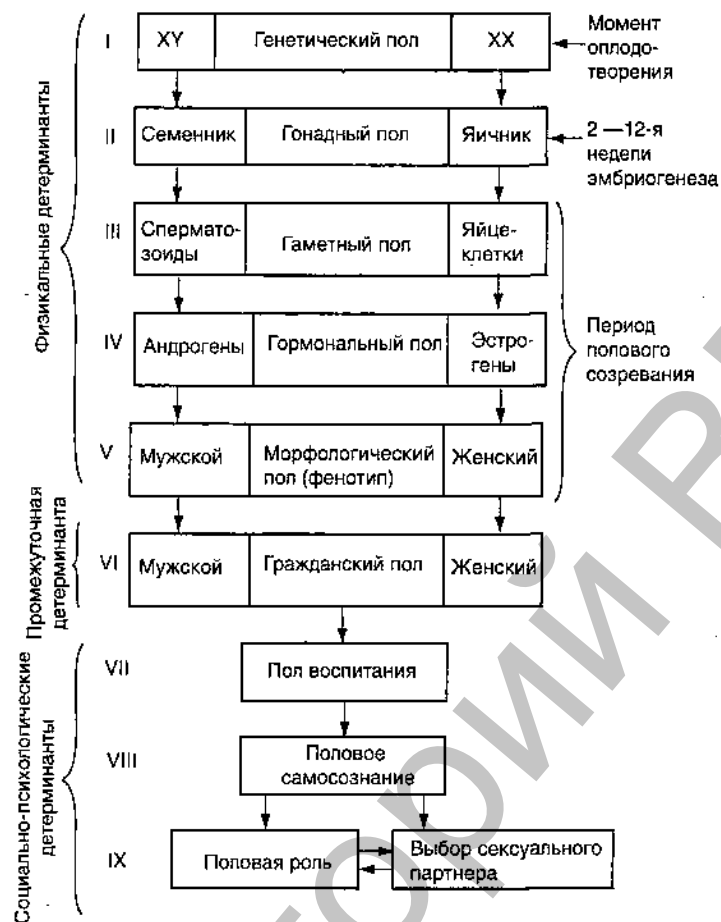 I
XY
Генетический пол
XX
Момент
оплодо-
творения
II
Семенник
Гонадный пол
Яичник
2 —12-я
недели
эмбриогенеза
III
Спермато-
зоиды
Гаметный пол
Яйце-
клетки
IV
Андрогены
Гормональный пол
Эстро-
гены
Период
полового
созревания
V
Мужской
Морфологический
пол (фенотип)
Женский
Физикальные детерминанты
VI
Мужской
Гражданский пол
Женский
Промежуточная
детерминанта
VII
Пол воспитания
VIII
Половое
самосознание
IX
Половая роль
Выбор сексуального
партнера
Социально-психологические
детерминанты